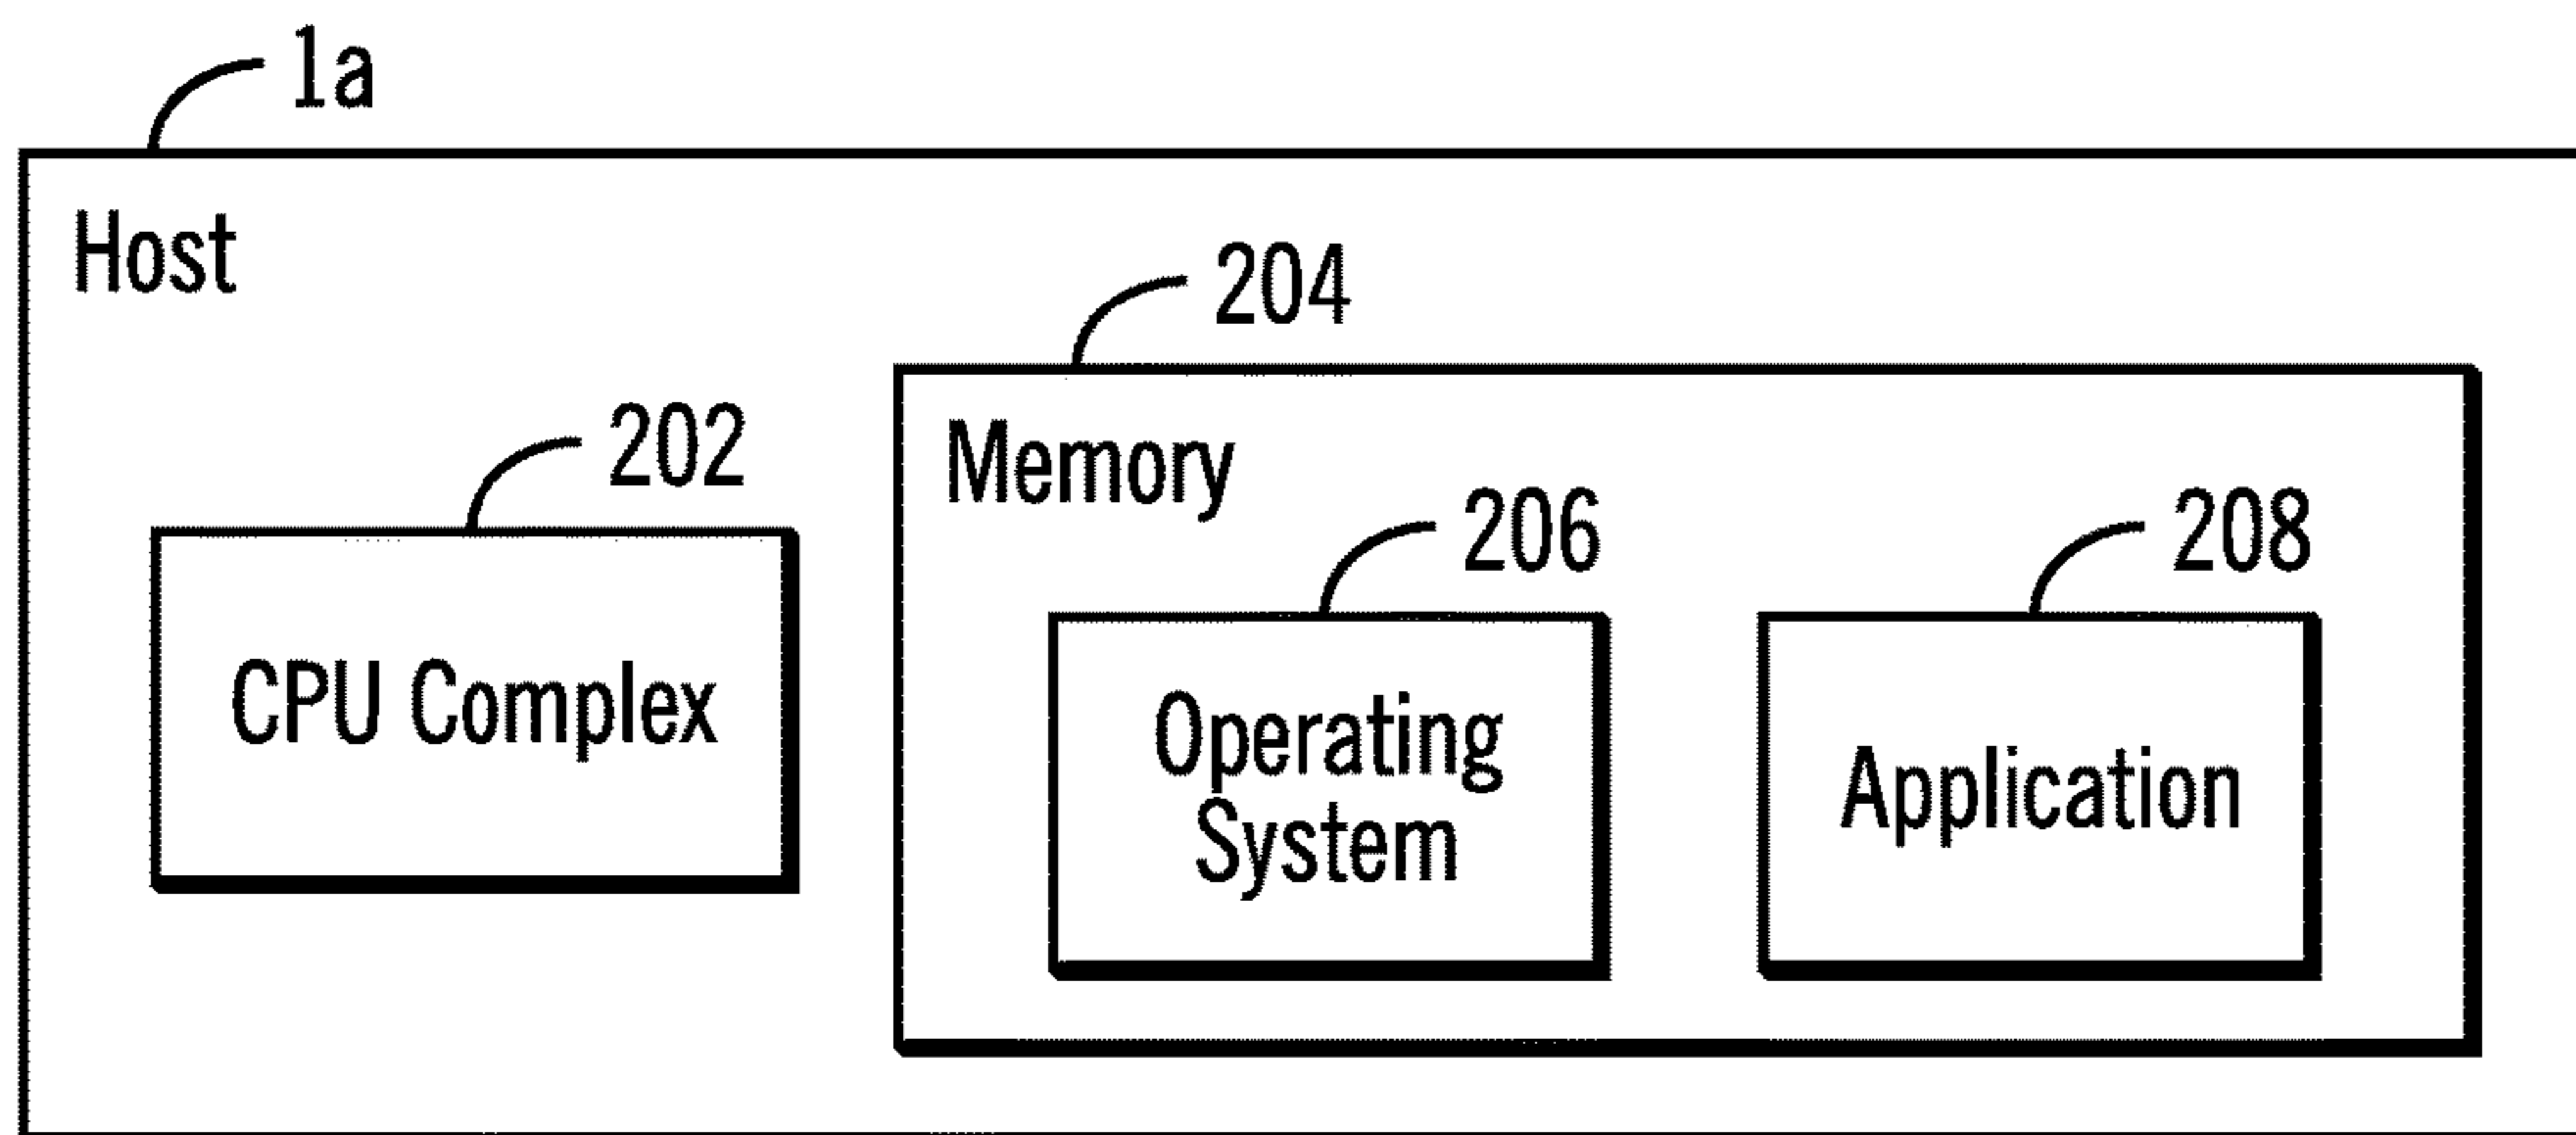 1a
Host
204
Memory
202
206
208
CPU Complex
Operating
System
Application